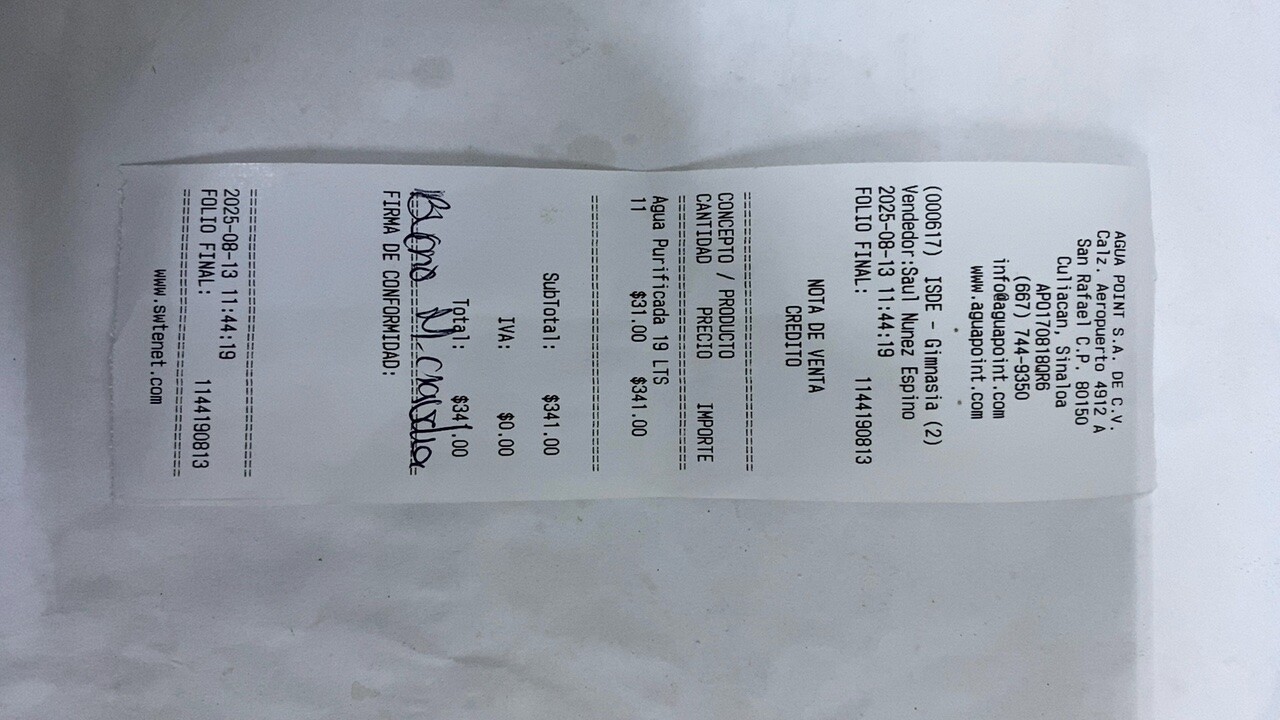 AGUA POINT S.A. DE C.V.
Calz. Aeropuerto 4912 A
San Rafael C.P. 80150
Culiacan, Sinaloa
APO170818QR6
(667) 744-9350
info@aguapoint.com
www.aguapoint.com
(000617) ISDE - Gimnasia (2)
Vendedor:Saul Nunez Espino
2025-08-13 11:44:19
FOLIO FINAL: 1144190813
NOTA DE VENTA
CREDITO
CONCEPTO / PRODUCTO
CANTIDAD PRECIO IMPORTE
Agua Purificada 19 LTS
11 $31.00 $341.00
SubTotal: $341.00
IVA: $0.00
Total: $341.00
FIRMA DE CONFORMIDAD:
2025-08-13 11:44:19
FOLIO FINAL: 1144190813
www.swtenet.com